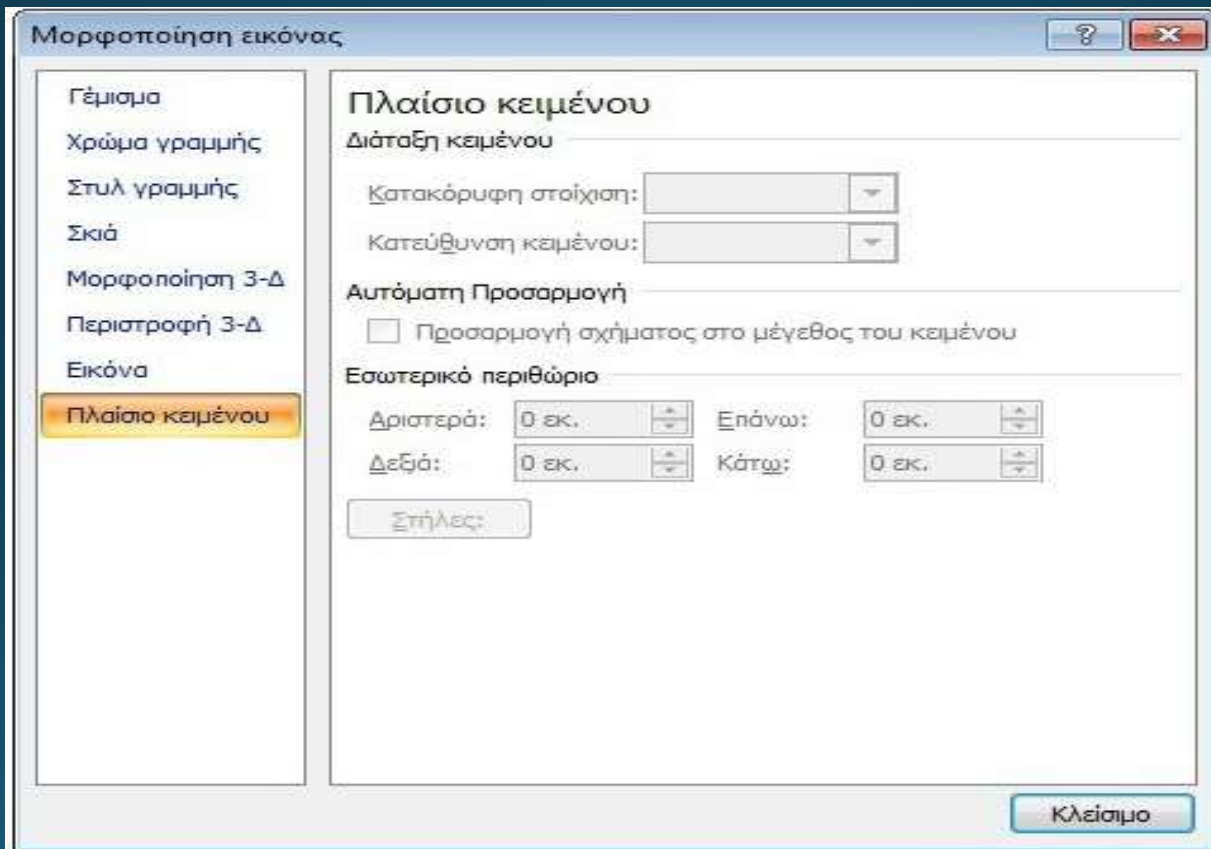 Μορφοποίηση εικόνας
Γέμισμα
Χρώμα γραμμής
Στυλ γραμμής
Σκιά
Μορφοποίηση 3-Δ
Περιστροφή 3-Δ
Εικόνα
Πλαίσιο κειμένου
Πλαίσιο κειμένου
Διάταξη κειμένου
Κατακόρυφη στοίχιση:
Κατεύθυνση κειμένου:
Αυτόματη Προσαρμογή
Προσαρμογή σχήματος στο μέγεθος του κειμένου
Εσωτερικό περιθώριο
Αριστερά: 0 εκ. Επάνω: 0 εκ.
Δεξιά: 0 εκ. Κάτω: 0 εκ.
Στήλες:
Κλείσιμο